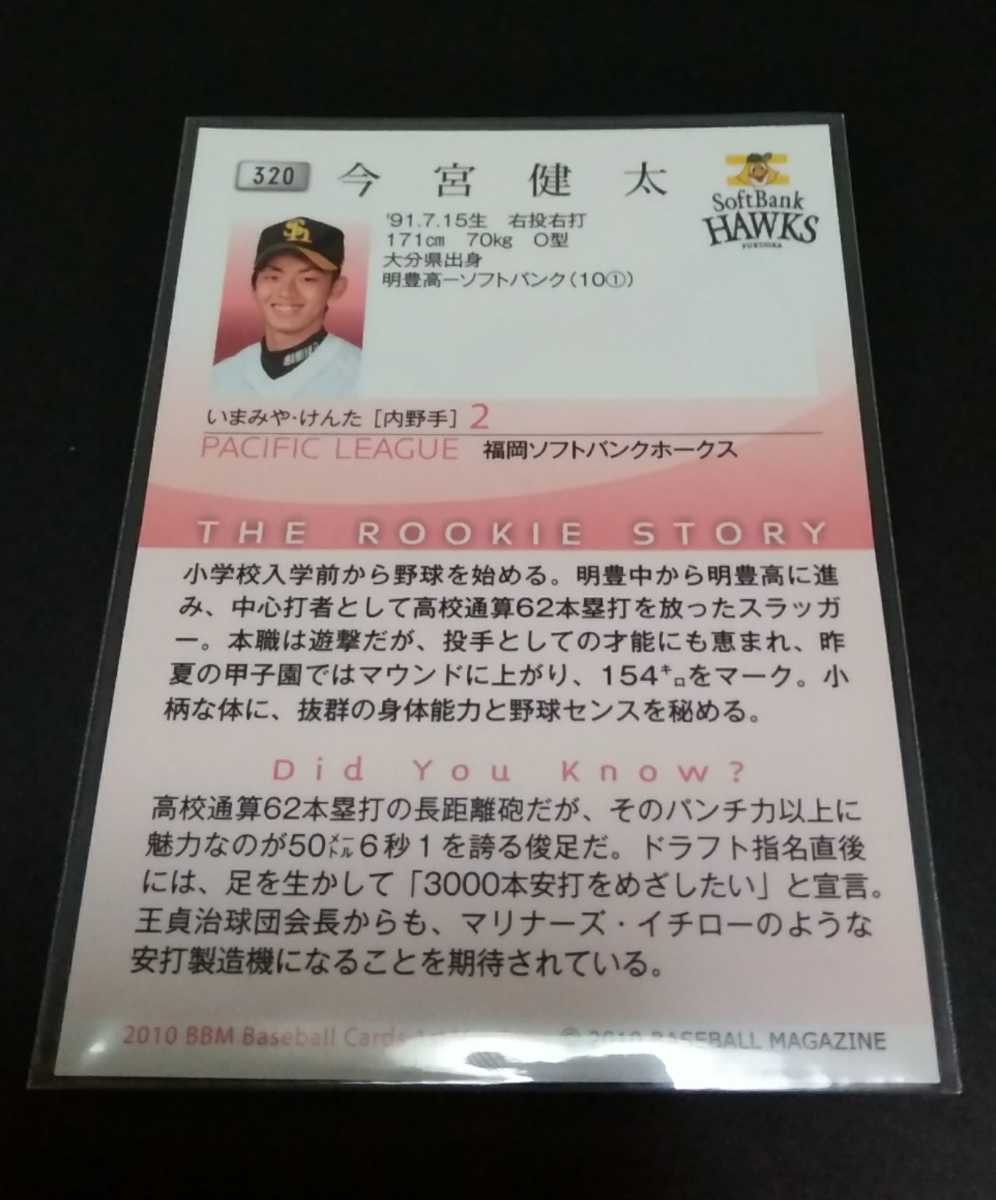 320 今宮健太
SoftBank
HAWKS
FUKUOKA
'91.7.15生 右投右打
171㎝ 70㎏ O型
大分県出身
明豊高ーソフトバンク(10①)
いまみや・けんた [内野手] 2
PACIFIC LEAGUE 福岡ソフトバンクホークス
THE ROOKIE STORY
小学校入学前から野球を始める。明豊中から明豊高に進
み、中心打者として高校通算62本塁打を放ったスラッガ
ー。本職は遊撃だが、投手としての才能にも恵まれ、昨
夏の甲子園ではマウンドに上がり、154㌔をマーク。小
柄な体に、抜群の身体能力と野球センスを秘める。
Did You Know?
高校通算62本塁打の長距離砲だが、そのパンチ力以上に
魅力なのが50㍍6秒1を誇る俊足だ。ドラフト指名直後
には、足を生かして「3000本安打をめざしたい」と宣言。
王貞治球団会長からも、マリナーズ・イチローのような
安打製造機になることを期待されている。
2010 BBM Baseball Cards © 2010 BASEBALL MAGAZINE